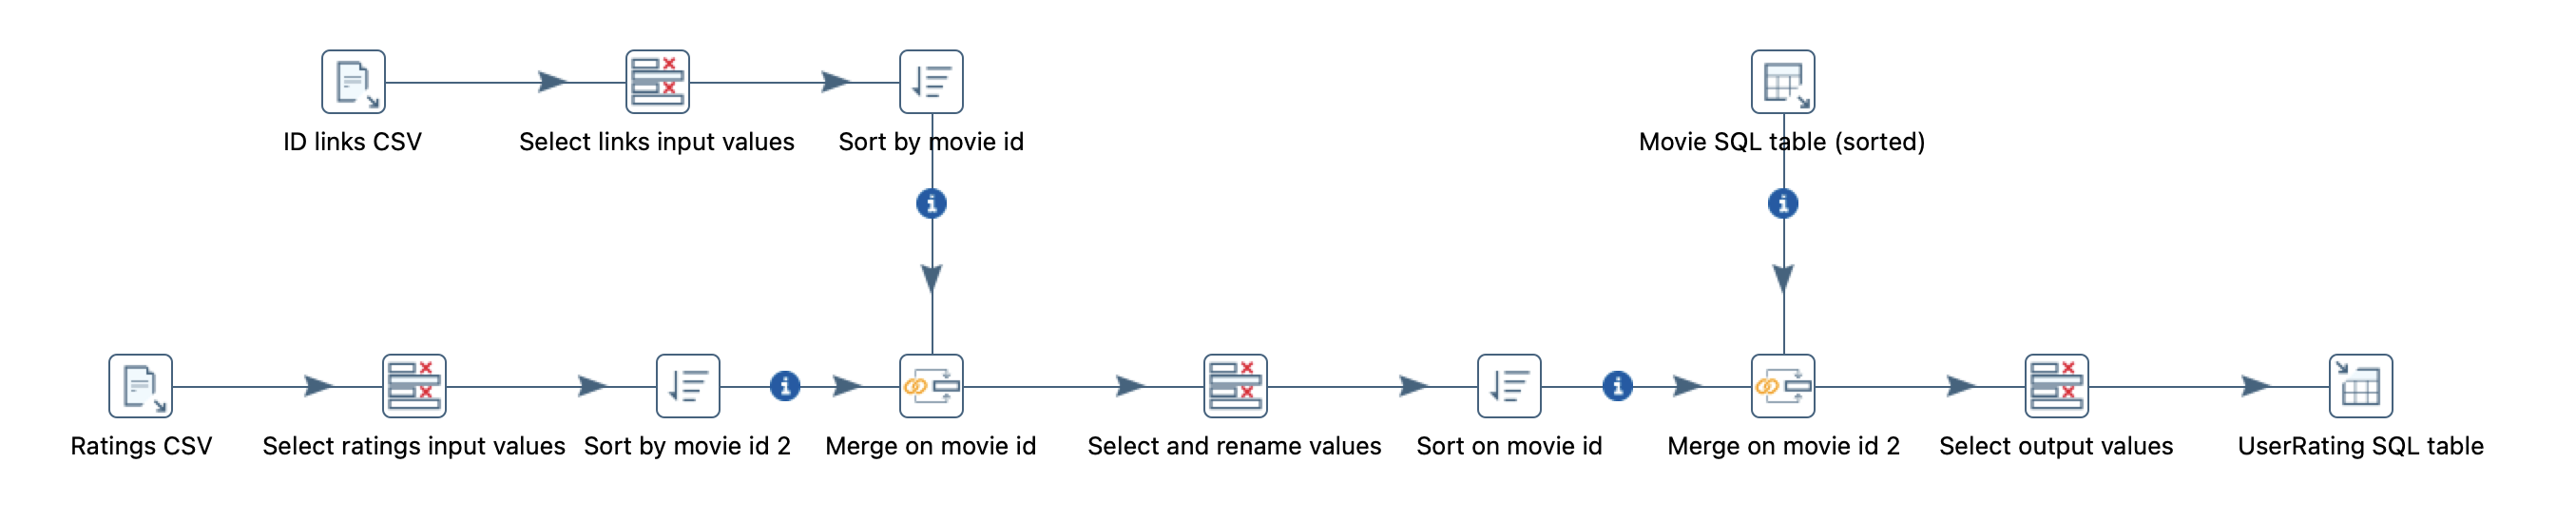 ID links CSV
Select links input values
Sort by movie id
Movie SQL table (sorted)
Ratings CSV
Select ratings input values
Sort by movie id 2
Merge on movie id
Select and rename values
Sort on movie id
Merge on movie id 2
Select output values
UserRating SQL table